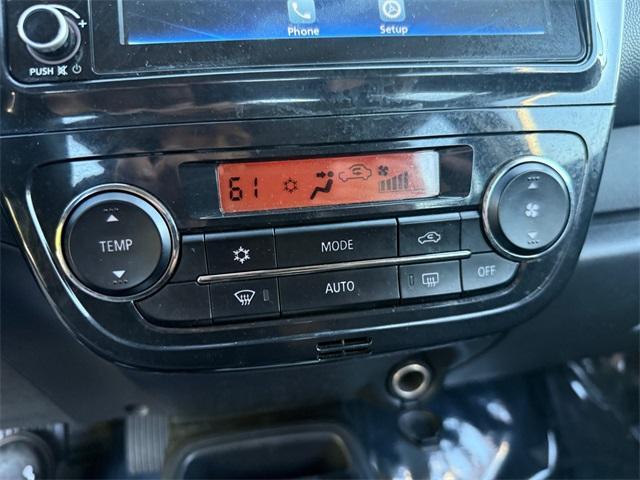 Phone
Setup
PUSH
61
TEMP
MODE
AUTO
OFF